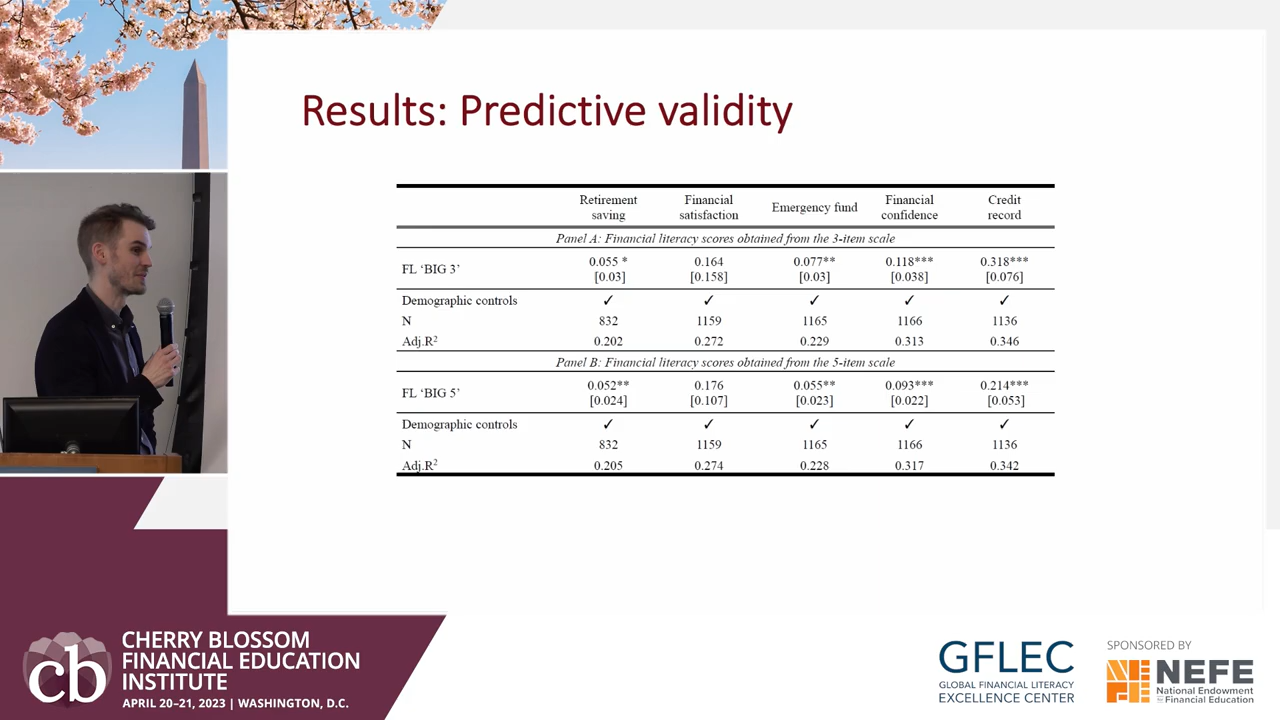 Results: Predictive validity
Retirement saving Financial satisfaction Emergency fund Financial confidence Credit record
Panel A: Financial literacy scores obtained from the 3-item scale
FL ‘BIG 3’ 0.055 * [0.03] 0.164 [0.158] 0.077** [0.03] 0.118*** [0.038] 0.318*** [0.076]
Demographic controls ✓ ✓ ✓ ✓ ✓
N 832 1159 1165 1166 1136
Adj.R² 0.202 0.272 0.229 0.313 0.346
Panel B: Financial literacy scores obtained from the 5-item scale
FL ‘BIG 5’ 0.052** [0.024] 0.176 [0.107] 0.055** [0.023] 0.093*** [0.022] 0.214*** [0.053]
Demographic controls ✓ ✓ ✓ ✓ ✓
N 832 1159 1165 1166 1136
Adj.R² 0.205 0.274 0.228 0.317 0.342
cb
CHERRY BLOSSOM
FINANCIAL EDUCATION
INSTITUTE
APRIL 20–21, 2023 | WASHINGTON, D.C.
GFLEC
GLOBAL FINANCIAL LITERACY
EXCELLENCE CENTER
SPONSORED BY
NEFE
National Endowment
for Financial Education